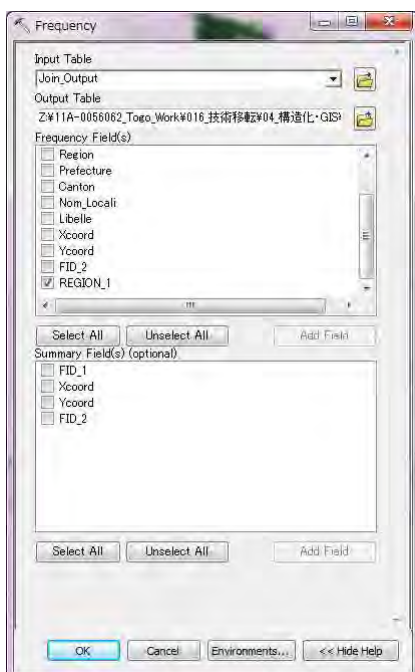 Frequency
Input Table
Join_Output
Output Table
Z:¥11A-0056062_Togo_Work¥016_技術移転¥04_構造化・GIS¥
Frequency Field(s)
Region
Prefecture
Canton
Nom_Locali
Libelle
Xcoord
Ycoord
FID_2
REGION_1
Select All Unselect All Add Field
Summary Field(s) (optional)
FID_1
Xcoord
Ycoord
FID_2
Select All Unselect All Add Field
OK Cancel Environments... << Hide Help